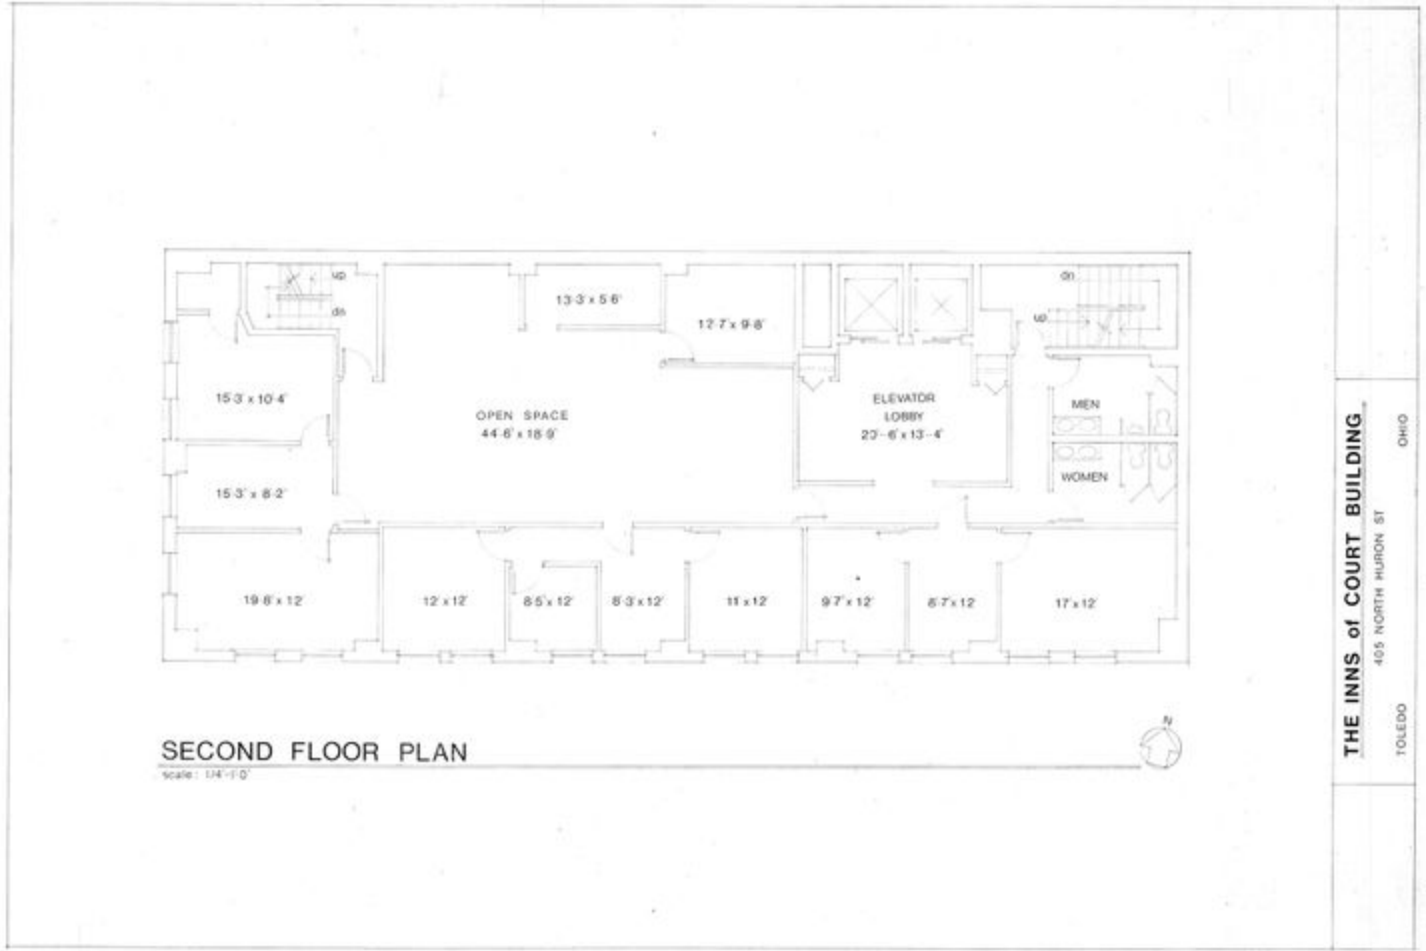 up
dn
dn
up
13'-3' x 5'6'
12'-7' x 9'-8'
15'-3' x 10'-4'
OPEN SPACE
44'-6' x 18'-9'
ELEVATOR
LOBBY
20'-6' x 13'-4'
MEN
WOMEN
15'-3' x 8'-2'
19'-8' x 12'
12' x 12'
8'-5' x 12'
8'-3' x 12'
11' x 12'
9'-7' x 12'
8'-7' x 12'
17' x 12'
SECOND FLOOR PLAN
scale: 1/4"-1'-0"
N
THE INNS of COURT BUILDING
405 NORTH HURON ST
TOLEDO OHIO